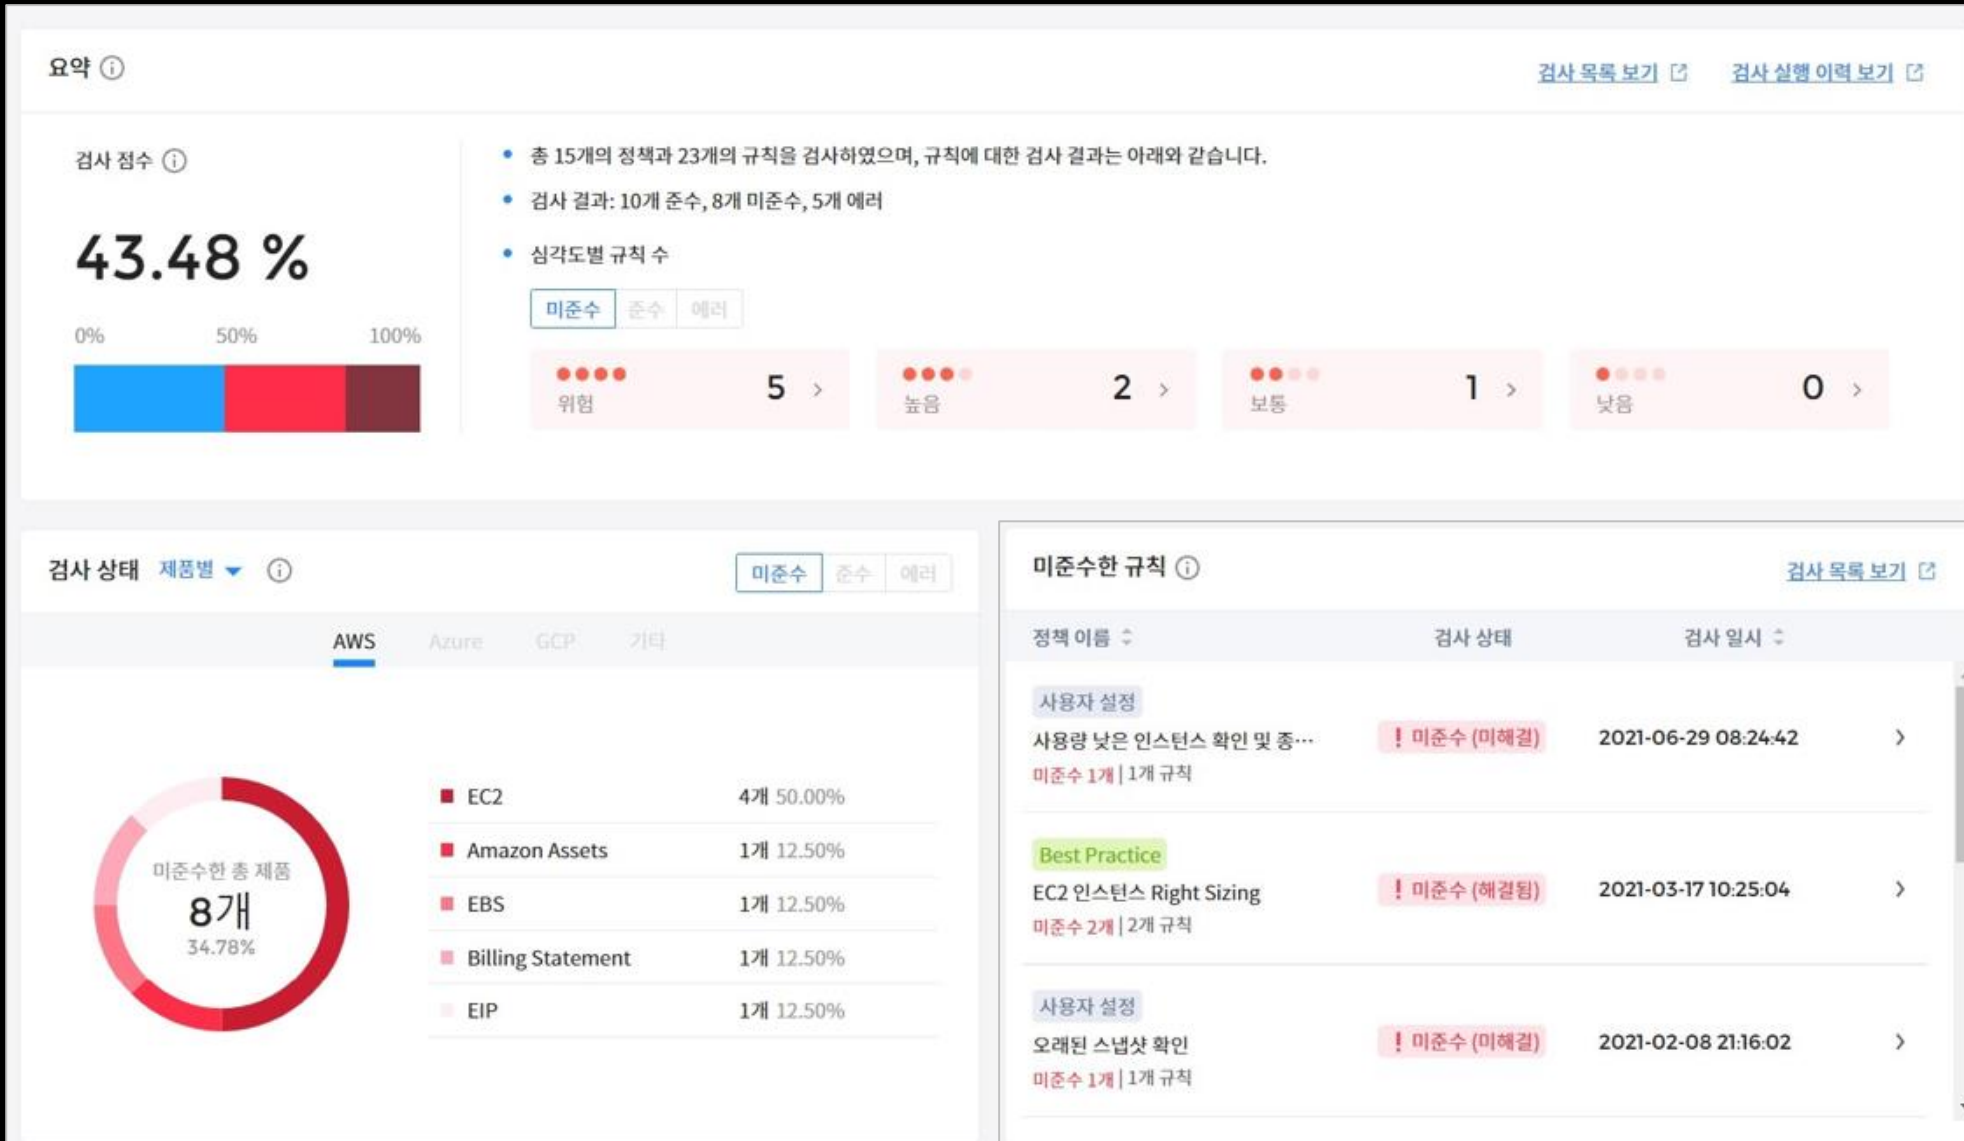 요약
검사 목록 보기 검사 실행 이력 보기
검사 점수
43.48 %
0% 50% 100%
총 15개의 정책과 23개의 규칙을 검사하였으며, 규칙에 대한 검사 결과는 아래와 같습니다.
검사 결과: 10개 준수, 8개 미준수, 5개 에러
심각도별 규칙 수
미준수 준수 에러
위험 5
높음 2
보통 1
낮음 0
검사 상태 제품별
미준수 준수 에러
AWS Azure GCP 기타
미준수한 총 제품
8개
34.78%
EC2 4개 50.00%
Amazon Assets 1개 12.50%
EBS 1개 12.50%
Billing Statement 1개 12.50%
EIP 1개 12.50%
미준수한 규칙
검사 목록 보기
정책 이름 검사 상태 검사 일시
사용자 설정
사용량 낮은 인스턴스 확인 및 종… ! 미준수 (미해결) 2021-06-29 08:24:42
미준수 1개 | 1개 규칙
Best Practice
EC2 인스턴스 Right Sizing ! 미준수 (해결됨) 2021-03-17 10:25:04
미준수 2개 | 2개 규칙
사용자 설정
오래된 스냅샷 확인 ! 미준수 (미해결) 2021-02-08 21:16:02
미준수 1개 | 1개 규칙